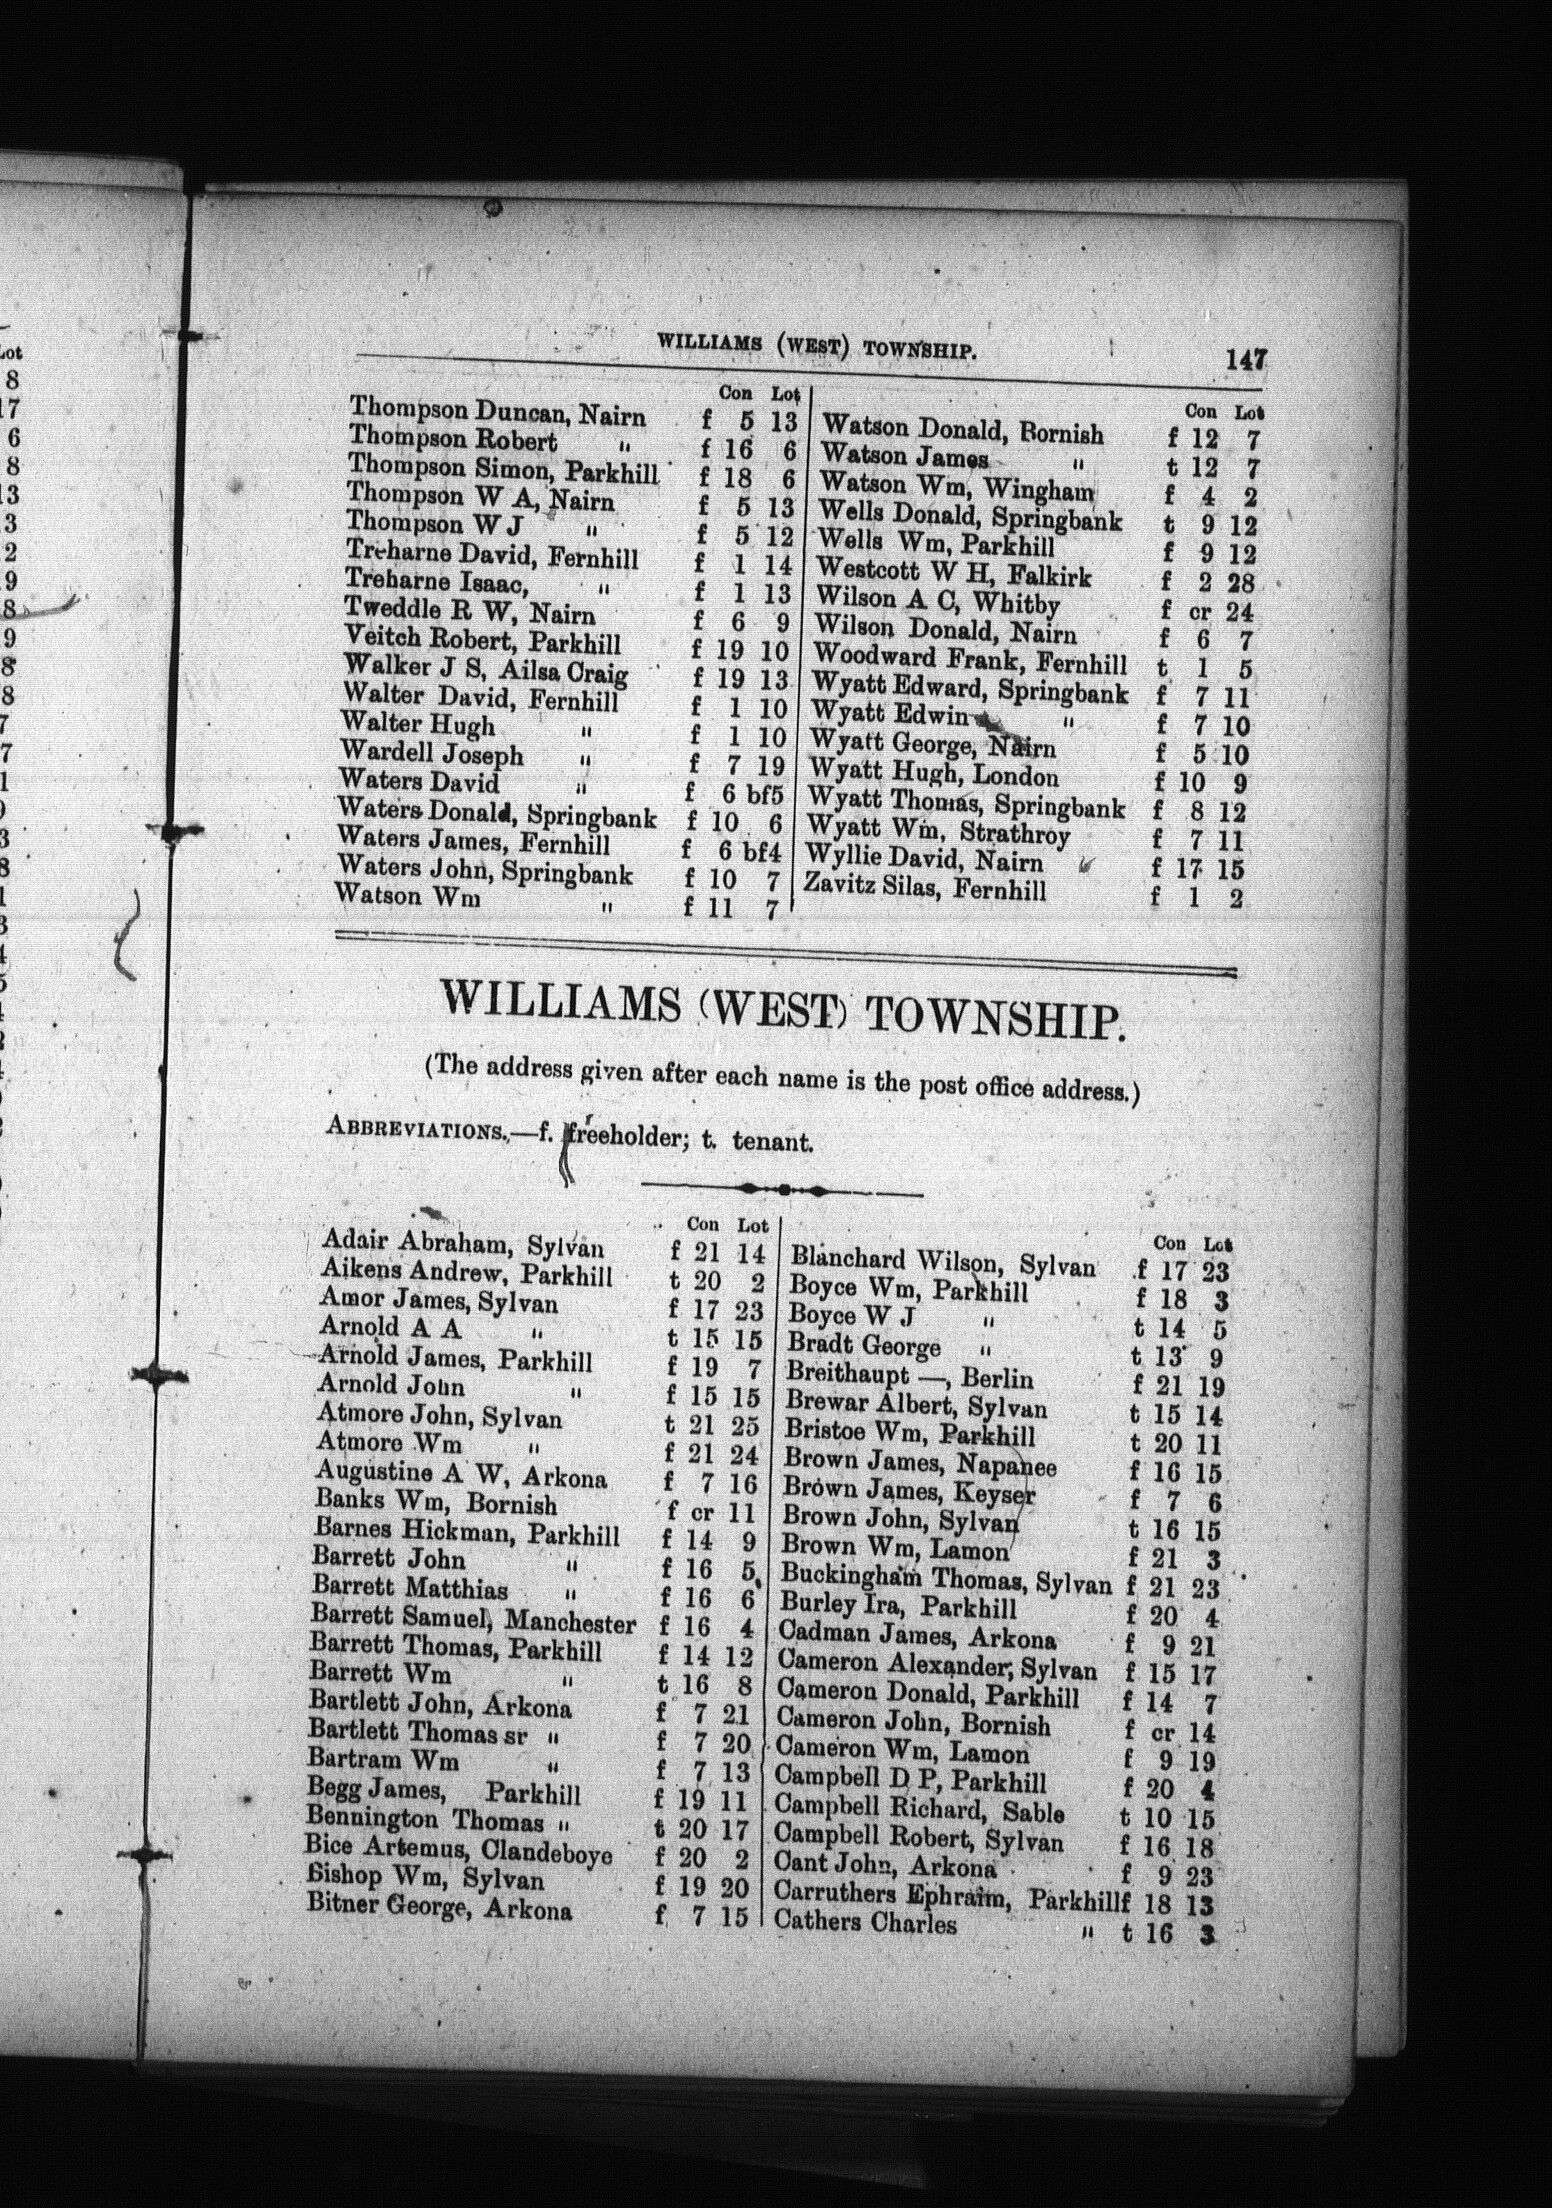 WILLIAMS (WEST) TOWNSHIP. 147
Con Lot
Thompson Duncan, Nairn f 5 13
Thompson Robert " f 16 6
Thompson Simon, Parkhill f 18 6
Thompson W A, Nairn f 5 13
Thompson W J " f 5 12
Treharne David, Fernhill f 1 14
Treharne Isaac, " f 1 13
Tweddle R W, Nairn f 6 9
Veitch Robert, Parkhill f 19 10
Walker J S, Ailsa Craig f 19 13
Walter David, Fernhill f 1 10
Walter Hugh " f 1 10
Wardell Joseph " f 7 19
Waters David " f 6 bf5
Waters Donald, Springbank f 10 6
Waters James, Fernhill f 6 bf4
Waters John, Springbank f 10 7
Watson Wm " f 11 7
Con Lot
Watson Donald, Bornish f 12 7
Watson James " t 12 7
Watson Wm, Wingham f 4 2
Wells Donald, Springbank t 9 12
Wells Wm, Parkhill f 9 12
Westcott W H, Falkirk f 2 28
Wilson A C, Whitby f cr 24
Wilson Donald, Nairn f 6 7
Woodward Frank, Fernhill t 1 5
Wyatt Edward, Springbank f 7 11
Wyatt Edwin " f 7 10
Wyatt George, Nairn f 5 10
Wyatt Hugh, London f 10 9
Wyatt Thomas, Springbank f 8 12
Wyatt Wm, Strathroy f 7 11
Wyllie David, Nairn f 17 15
Zavitz Silas, Fernhill f 1 2
WILLIAMS (WEST) TOWNSHIP.
(The address given after each name is the post office address.)
ABBREVIATIONS.—f. freeholder; t. tenant.
Con Lot
Adair Abraham, Sylvan f 21 14
Aikens Andrew, Parkhill t 20 2
Amor James, Sylvan f 17 23
Arnold A A " t 15 15
Arnold James, Parkhill f 19 7
Arnold John " f 15 15
Atmore John, Sylvan t 21 25
Atmore Wm " f 21 24
Augustine A W, Arkona f 7 16
Banks Wm, Bornish f cr 11
Barnes Hickman, Parkhill f 14 9
Barrett John " f 16 5
Barrett Matthias " f 16 6
Barrett Samuel, Manchester f 16 4
Barrett Thomas, Parkhill f 14 12
Barrett Wm " t 16 8
Bartlett John, Arkona f 7 21
Bartlett Thomas sr " f 7 20
Bartram Wm " f 7 13
Begg James, Parkhill f 19 11
Bennington Thomas " t 20 17
Bice Artemus, Clandeboye f 20 2
Bishop Wm, Sylvan f 19 20
Bitner George, Arkona f 7 15
Con Lot
Blanchard Wilson, Sylvan f 17 23
Boyce Wm, Parkhill f 18 3
Boyce W J " t 14 5
Bradt George " t 13 9
Breithaupt —, Berlin f 21 19
Brewar Albert, Sylvan t 15 14
Bristoe Wm, Parkhill t 20 11
Brown James, Napanee f 16 15
Brown James, Keyser f 7 6
Brown John, Sylvan t 16 15
Brown Wm, Lamon f 21 3
Buckingham Thomas, Sylvan f 21 23
Burley Ira, Parkhill f 20 4
Cadman James, Arkona f 9 21
Cameron Alexander, Sylvan f 15 17
Cameron Donald, Parkhill f 14 7
Cameron John, Bornish f cr 14
Cameron Wm, Lamon f 9 19
Campbell D P, Parkhill f 20 4
Campbell Richard, Sable t 10 15
Campbell Robert, Sylvan f 16 18
Cant John, Arkona f 9 23
Carruthers Ephraim, Parkhill f 18 13
Cathers Charles " t 16 3